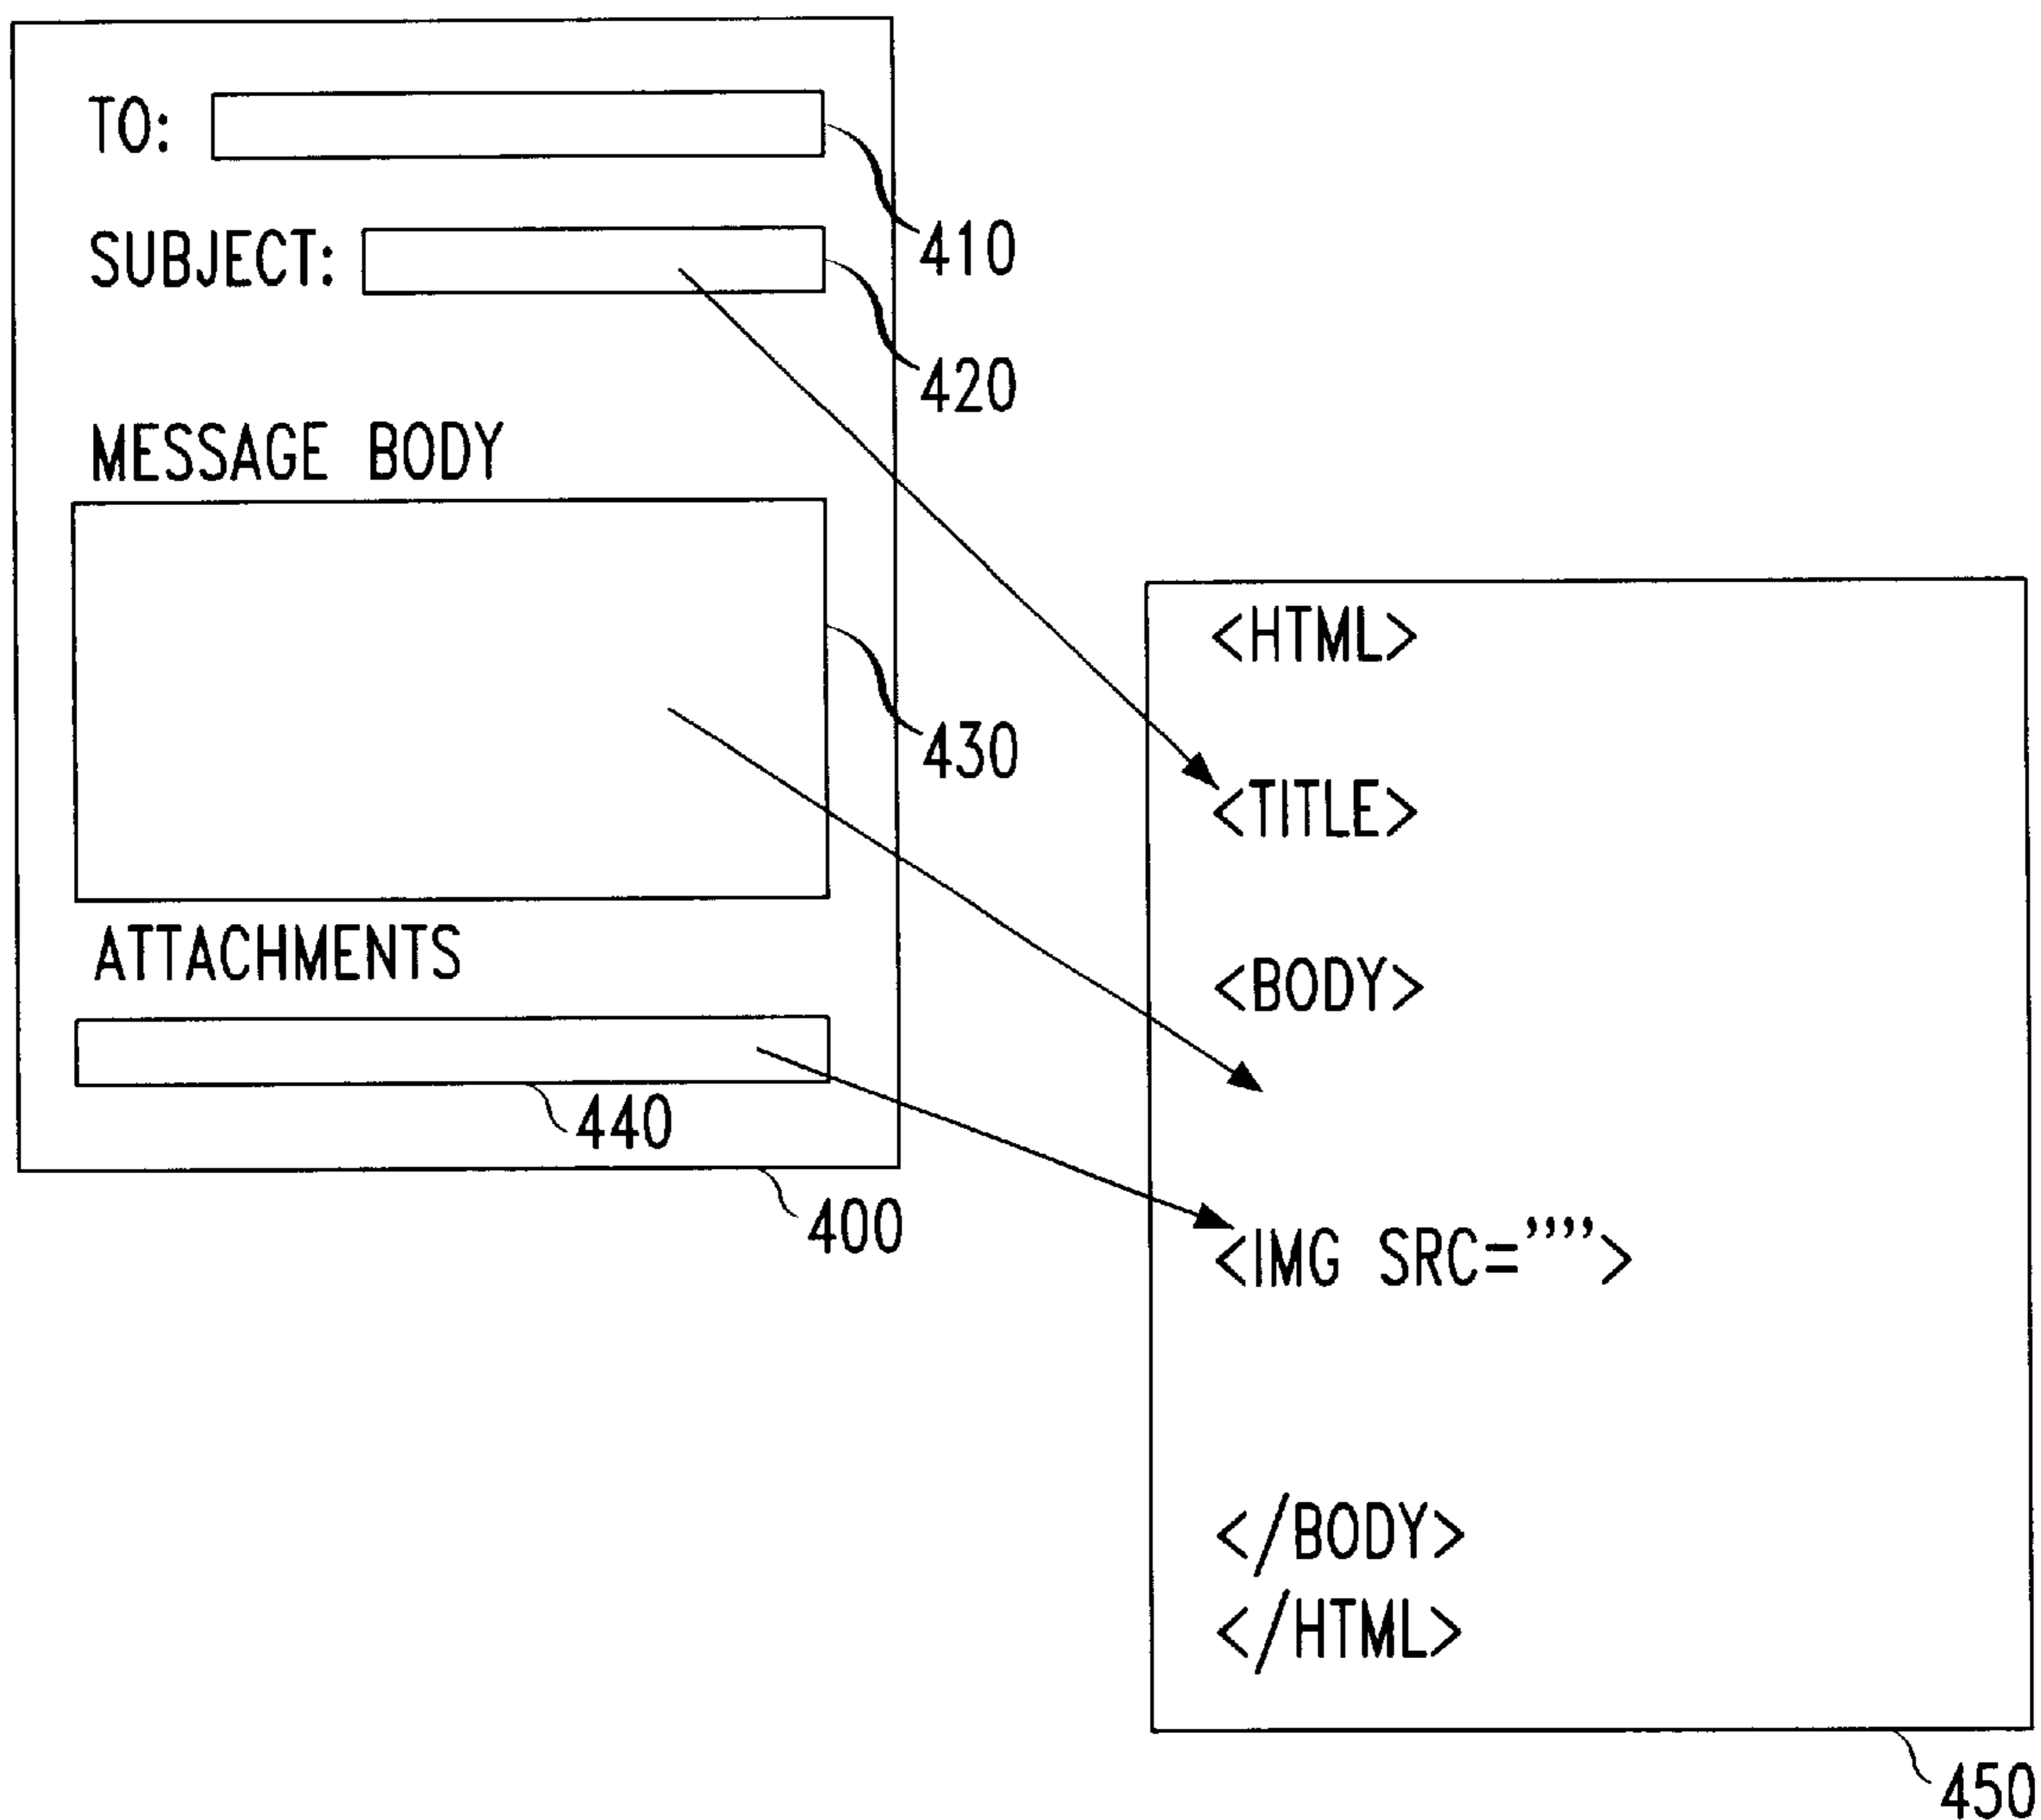 TO:
410
SUBJECT:
420
MESSAGE BODY
430
ATTACHMENTS
440
400
<HTML>
<TITLE>
<BODY>
<IMG SRC=””>
</BODY>
</HTML>
450